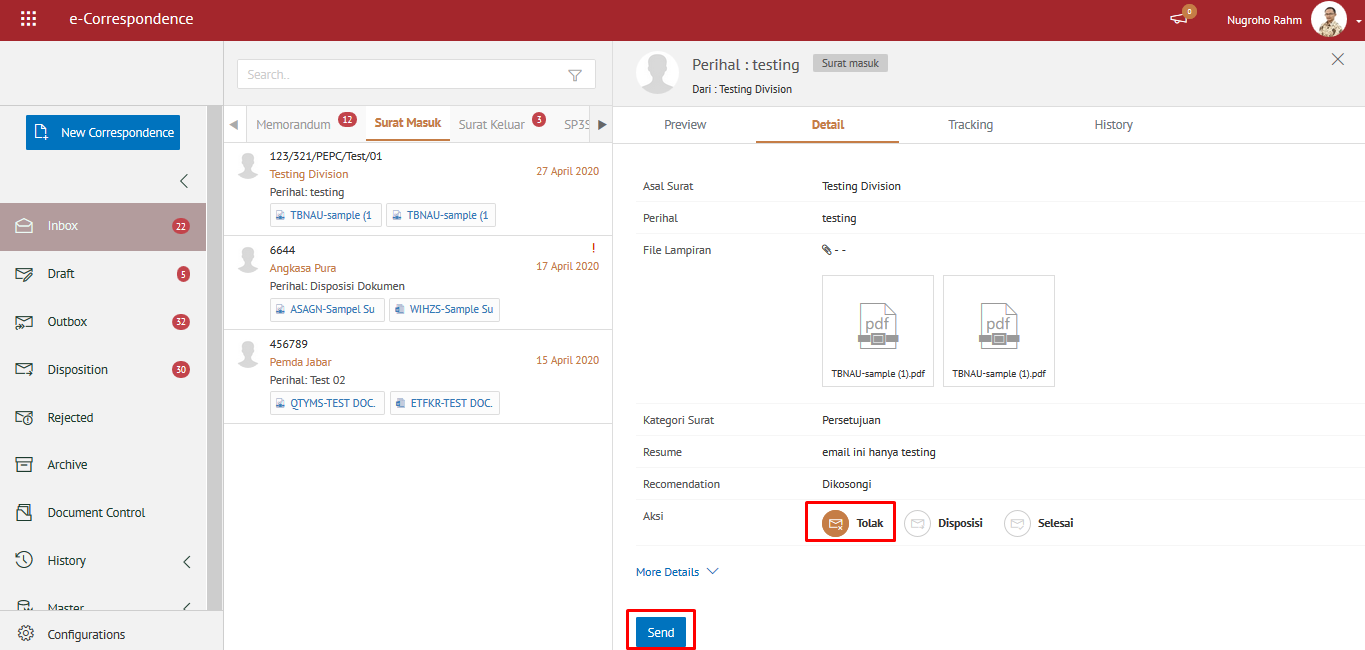 e-Correspondence
0
Nugroho Rahm
New Correspondence
Inbox 22
Draft 5
Outbox 32
Disposition 30
Rejected
Archive
Document Control
History
Master
Configurations
Search..
Memorandum 12 Surat Masuk Surat Keluar 3 SP3S
123/321/PEPC/Test/01
Testing Division 27 April 2020
Perihal: testing
TBNAU-sample (1 TBNAU-sample (1
6644 !
Angkasa Pura 17 April 2020
Perihal: Disposisi Dokumen
ASAGN-Sampel Su WIHZS-Sample Su
456789
Pemda Jabar 15 April 2020
Perihal: Test 02
QTYMS-TEST DOC. ETFKR-TEST DOC.
Perihal : testing Surat masuk
Dari : Testing Division
Preview Detail Tracking History
Asal Surat Testing Division
Perihal testing
File Lampiran - -
pdf pdf
TBNAU-sample (1).pdf TBNAU-sample (1).pdf
Kategori Surat Persetujuan
Resume email ini hanya testing
Recomendation Dikosongi
Aksi Tolak Disposisi Selesai
More Details
Send